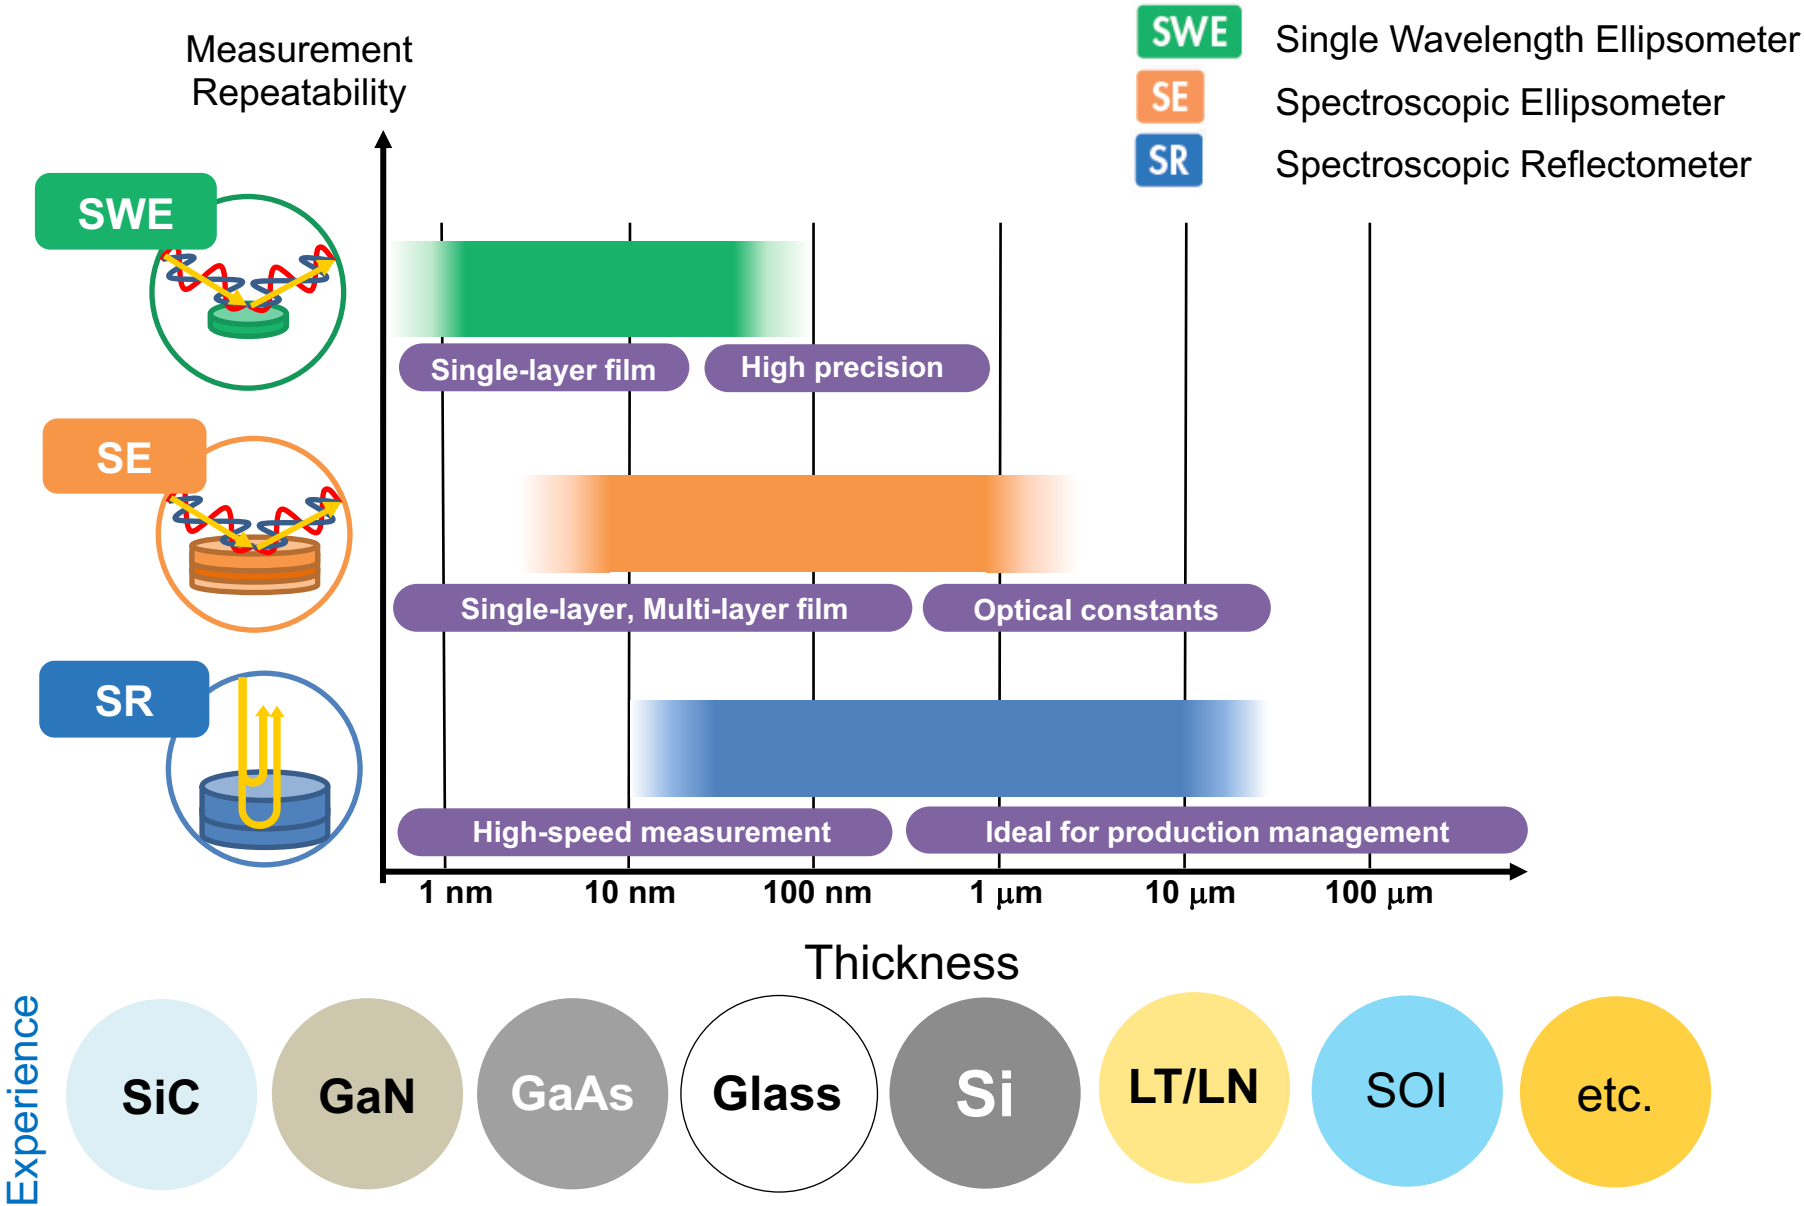 Measurement
Repeatability
SWE Single Wavelength Ellipsometer
SE Spectroscopic Ellipsometer
SR Spectroscopic Reflectometer
SWE
Single-layer film High precision
SE
Single-layer, Multi-layer film Optical constants
SR
High-speed measurement Ideal for production management
1 nm 10 nm 100 nm 1 μm 10 μm 100 μm
Thickness
Experience
SiC GaN GaAs Glass Si LT/LN SOI etc.